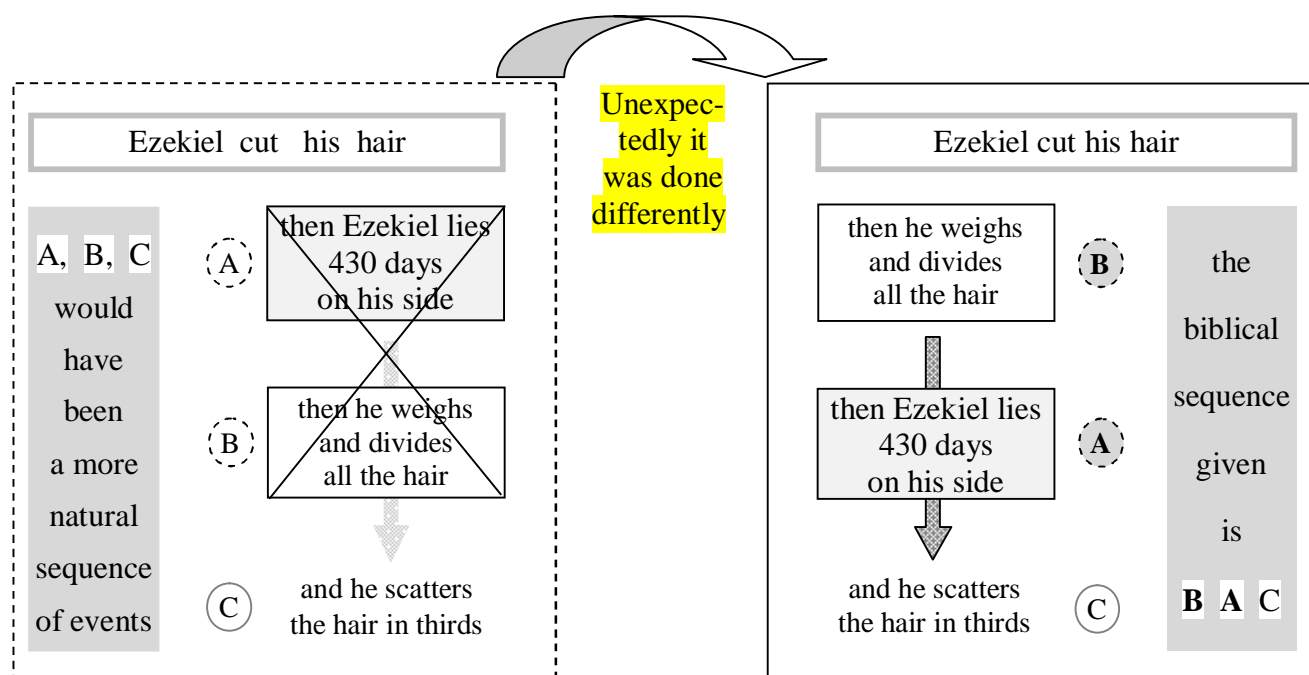 Ezekiel cut his hair
A, B, C
would
have
been
a more
natural
sequence
of events
A
then Ezekiel lies
430 days
on his side
B
then he weighs
and divides
all the hair
C
and he scatters
the hair in thirds
Unexpec-
tedly it
was done
differently
Ezekiel cut his hair
then he weighs
and divides
all the hair
B
then Ezekiel lies
430 days
on his side
A
and he scatters
the hair in thirds
C
the
biblical
sequence
given
is
B A C